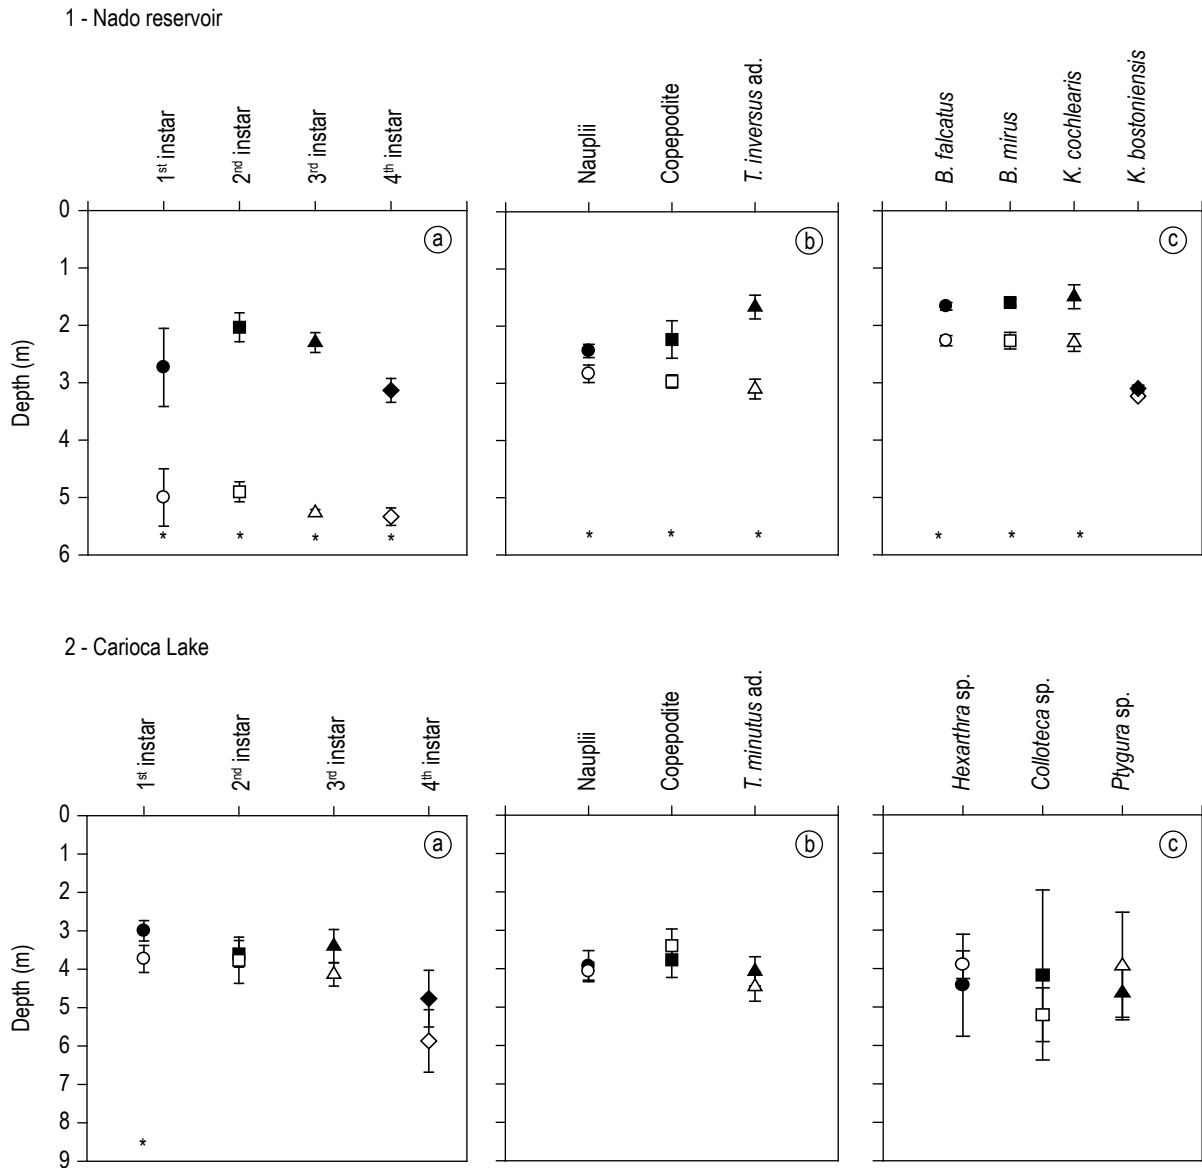 1 - Nado reservoir
1st instar
2nd instar
3rd instar
4th instar
Nauplii
Copepodite
T. inversus ad.
B. falcatus
B. mirus
K. cochlearis
K. bostoniensis
a
b
c
Depth (m)
0
1
2
3
4
5
6
* * * *
* * *
* * *
2 - Carioca Lake
1st instar
2nd instar
3rd instar
4th instar
Nauplii
Copepodite
T. minutus ad.
Hexarthra sp.
Colloteca sp.
Ptygura sp.
a
b
c
Depth (m)
0
1
2
3
4
5
6
7
8
9
*